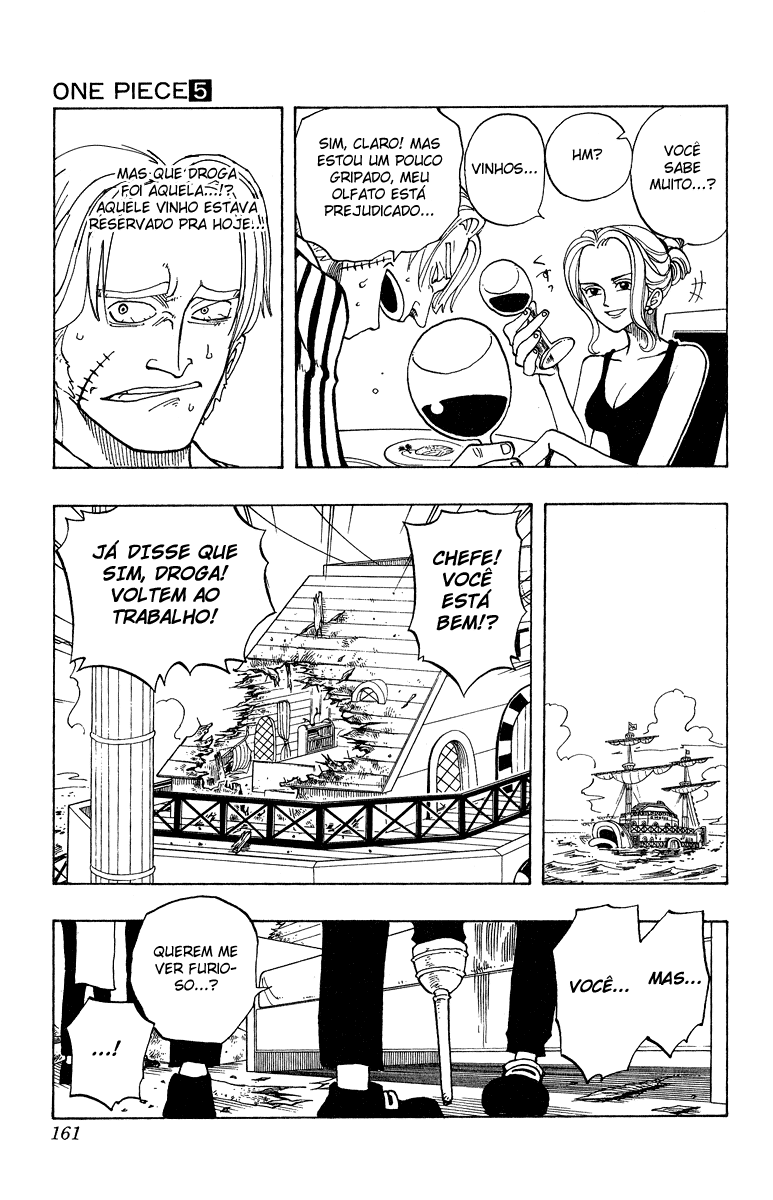 ONE PIECE 5
VOCÊ
SABE
MUITO...?
HM?
VINHOS...
SIM, CLARO! MAS
ESTOU UM POUCO
GRIPADO, MEU
OLFATO ESTÁ
PREJUDICADO...
MAS QUE DROGA
FOI AQUELA...!?
AQUELE VINHO ESTAVA
RESERVADO PRA HOJE...!
CHEFE!
VOCÊ
ESTÁ
BEM!?
JÁ DISSE QUE
SIM, DROGA!
VOLTEM AO
TRABALHO!
MAS...
VOCÊ...
QUEREM ME
VER FURIO-
SO...?
...!
161